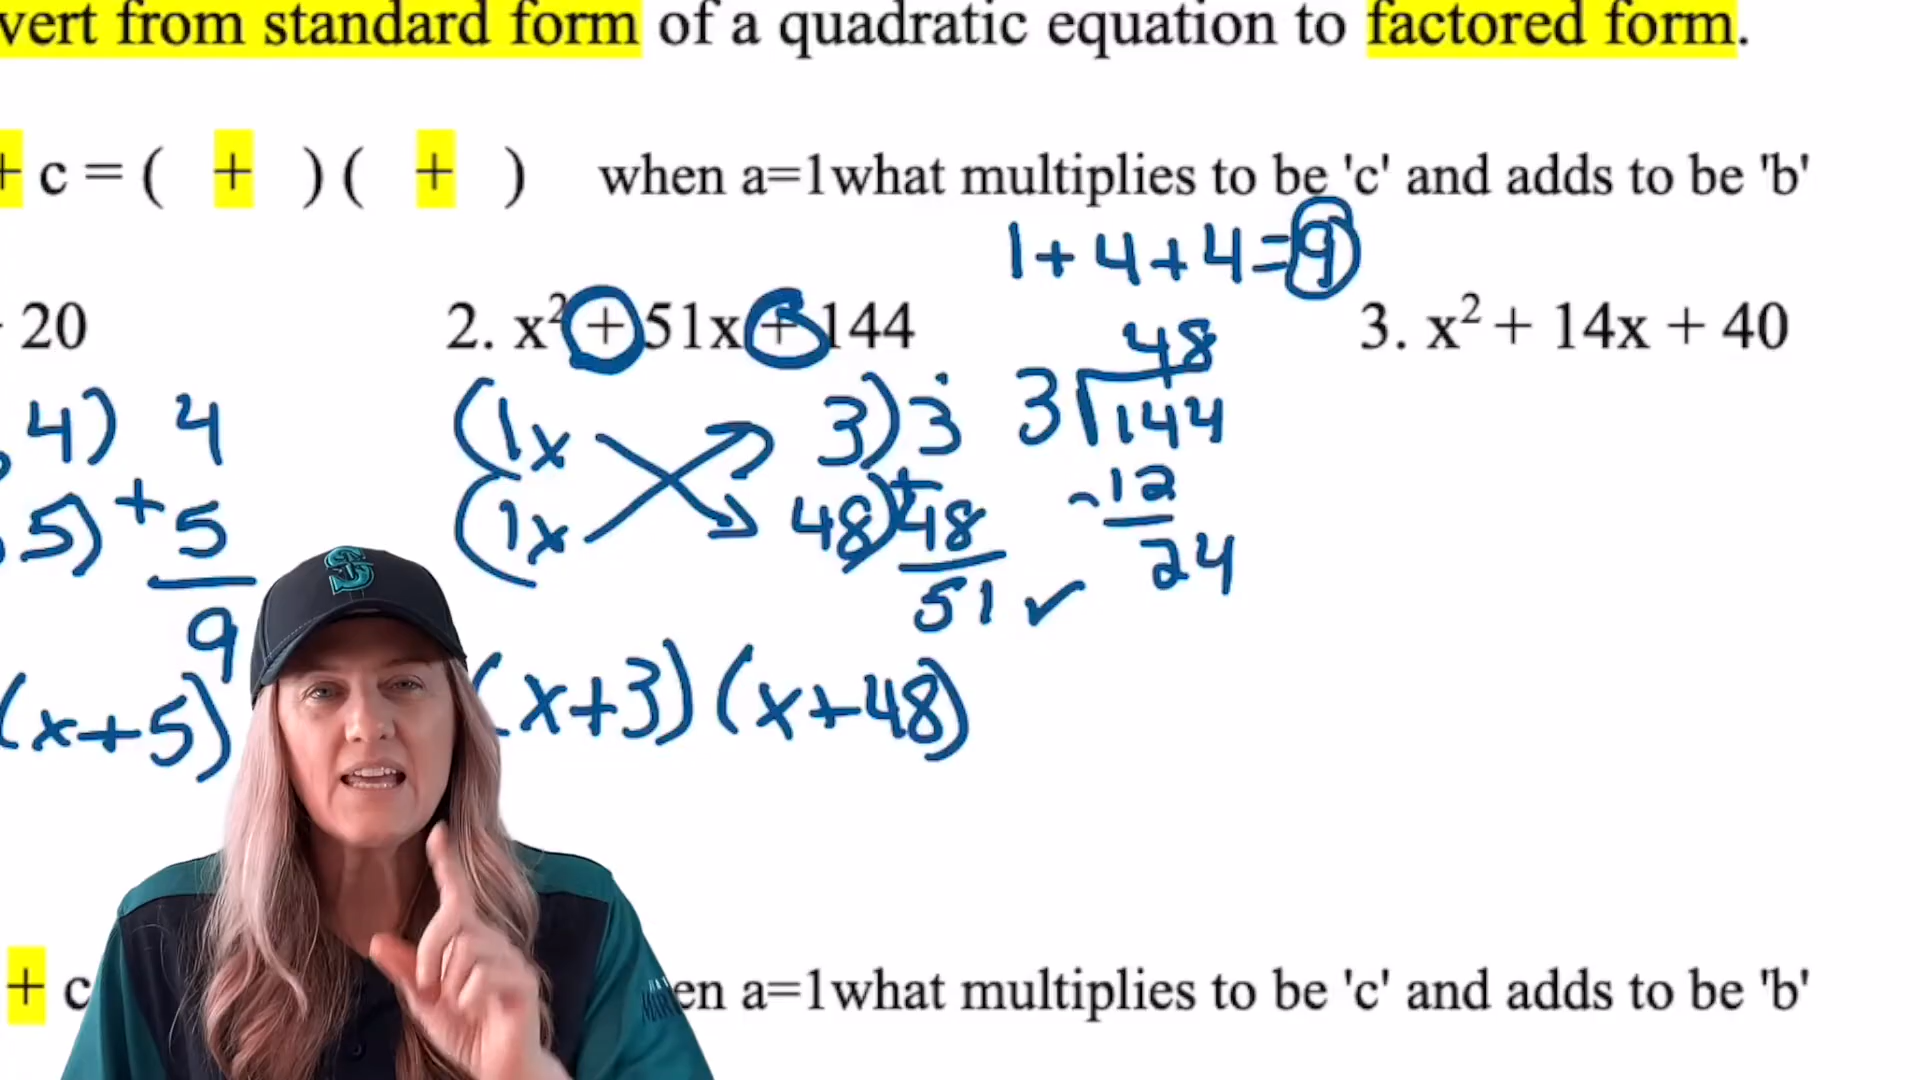 vert from standard form of a quadratic equation to factored form.
+ c = ( + ) ( + ) when a=1what multiplies to be 'c' and adds to be 'b'
1+4+4=9
20
2. x² + 51x + 144
3. x² + 14x + 40
4) 4
5) +5
9
(x+5)
(1x 3) 3
(1x 48) +48
51 ✓
48
3 144
-12
24
(x+3)(x+48)
S
+ c
en a=1what multiplies to be 'c' and adds to be 'b'